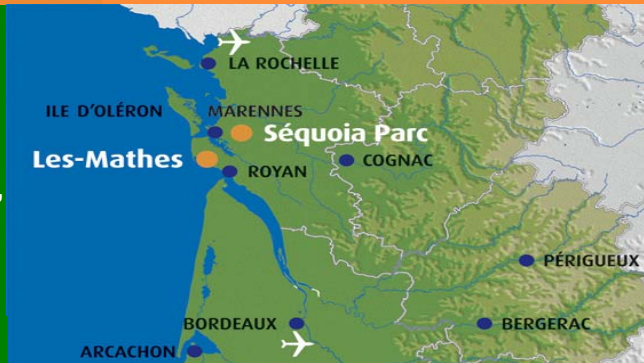 LA ROCHELLE
ILE D'OLÉRON
MARENNES
Séquoia Parc
Les-Mathes
COGNAC
ROYAN
PÉRIGUEUX
BORDEAUX
BERGERAC
ARCACHON